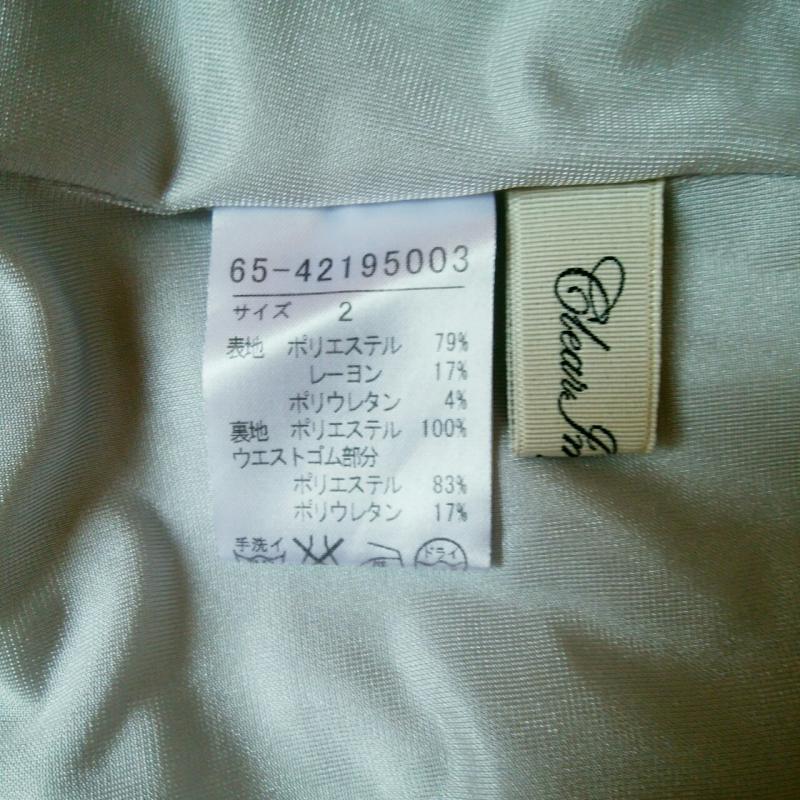 65-42195003
サイズ 2
表地 ポリエステル 79%
レーヨン 17%
ポリウレタン 4%
裏地 ポリエステル 100%
ウエストゴム部分
ポリエステル 83%
ポリウレタン 17%
手洗イ
ドライ
Clear